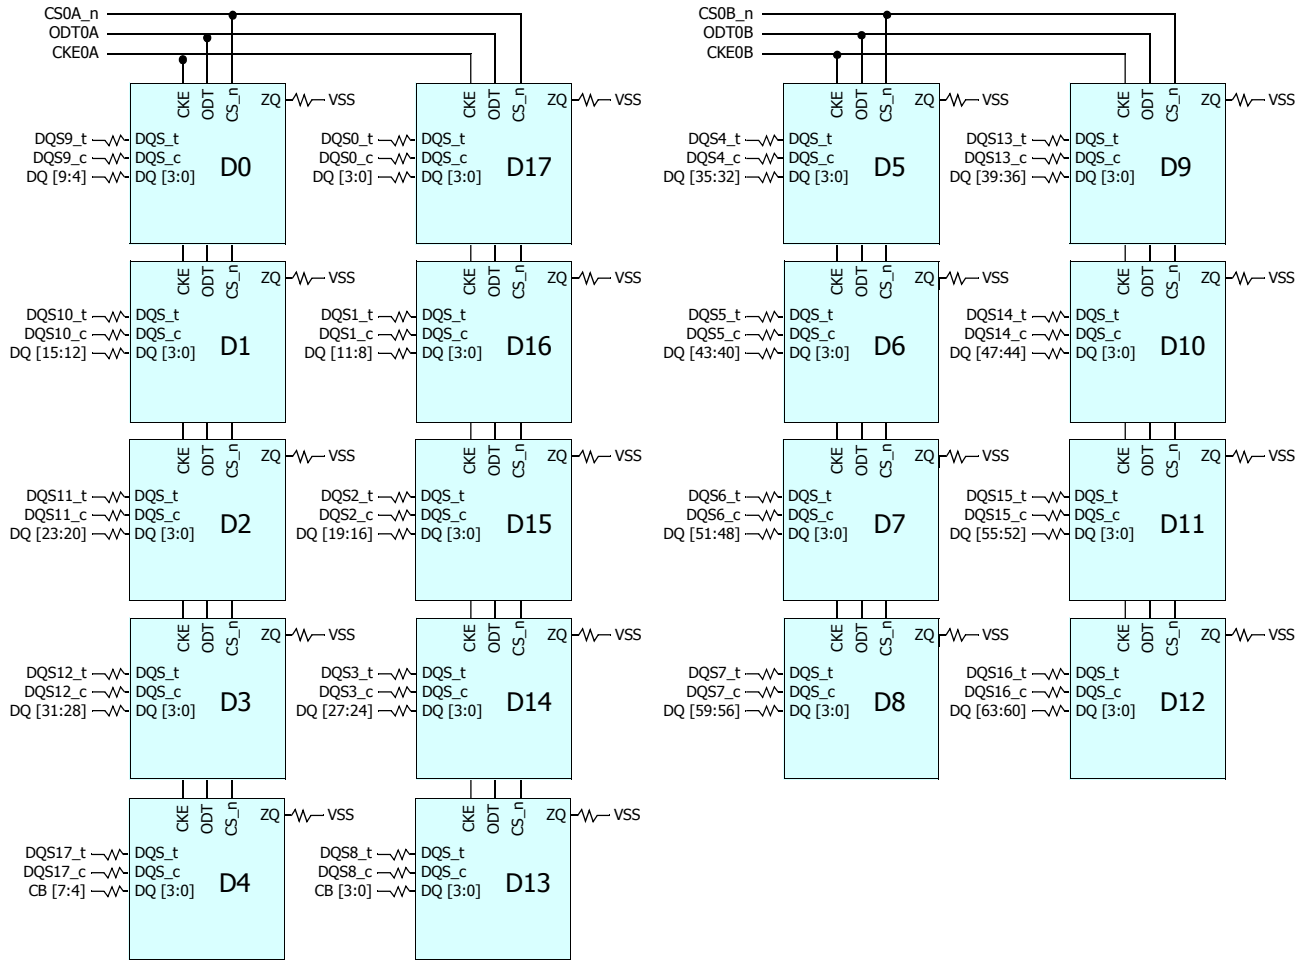 CS0A_n
ODT0A
CKE0A
CKE ODT CS_n ZQ VSS
DQS9_t DQS_t
DQS9_c DQS_c
DQ [9:4] DQ [3:0]
D0
CKE ODT CS_n ZQ VSS
DQS0_t DQS_t
DQS0_c DQS_c
DQ [3:0] DQ [3:0]
D17
CKE ODT CS_n ZQ VSS
DQS10_t DQS_t
DQS10_c DQS_c
DQ [15:12] DQ [3:0]
D1
CKE ODT CS_n ZQ VSS
DQS1_t DQS_t
DQS1_c DQS_c
DQ [11:8] DQ [3:0]
D16
CKE ODT CS_n ZQ VSS
DQS11_t DQS_t
DQS11_c DQS_c
DQ [23:20] DQ [3:0]
D2
CKE ODT CS_n ZQ VSS
DQS2_t DQS_t
DQS2_c DQS_c
DQ [19:16] DQ [3:0]
D15
CKE ODT CS_n ZQ VSS
DQS12_t DQS_t
DQS12_c DQS_c
DQ [31:28] DQ [3:0]
D3
CKE ODT CS_n ZQ VSS
DQS3_t DQS_t
DQS3_c DQS_c
DQ [27:24] DQ [3:0]
D14
CKE ODT CS_n ZQ VSS
DQS17_t DQS_t
DQS17_c DQS_c
CB [7:4] DQ [3:0]
D4
CKE ODT CS_n ZQ VSS
DQS8_t DQS_t
DQS8_c DQS_c
CB [3:0] DQ [3:0]
D13
CS0B_n
ODT0B
CKE0B
CKE ODT CS_n ZQ VSS
DQS4_t DQS_t
DQS4_c DQS_c
DQ [35:32] DQ [3:0]
D5
CKE ODT CS_n ZQ VSS
DQS13_t DQS_t
DQS13_c DQS_c
DQ [39:36] DQ [3:0]
D9
CKE ODT CS_n ZQ VSS
DQS5_t DQS_t
DQS5_c DQS_c
DQ [43:40] DQ [3:0]
D6
CKE ODT CS_n ZQ VSS
DQS14_t DQS_t
DQS14_c DQS_c
DQ [47:44] DQ [3:0]
D10
CKE ODT CS_n ZQ VSS
DQS6_t DQS_t
DQS6_c DQS_c
DQ [51:48] DQ [3:0]
D7
CKE ODT CS_n ZQ VSS
DQS15_t DQS_t
DQS15_c DQS_c
DQ [55:52] DQ [3:0]
D11
CKE ODT CS_n ZQ VSS
DQS7_t DQS_t
DQS7_c DQS_c
DQ [59:56] DQ [3:0]
D8
CKE ODT CS_n ZQ VSS
DQS16_t DQS_t
DQS16_c DQS_c
DQ [63:60] DQ [3:0]
D12